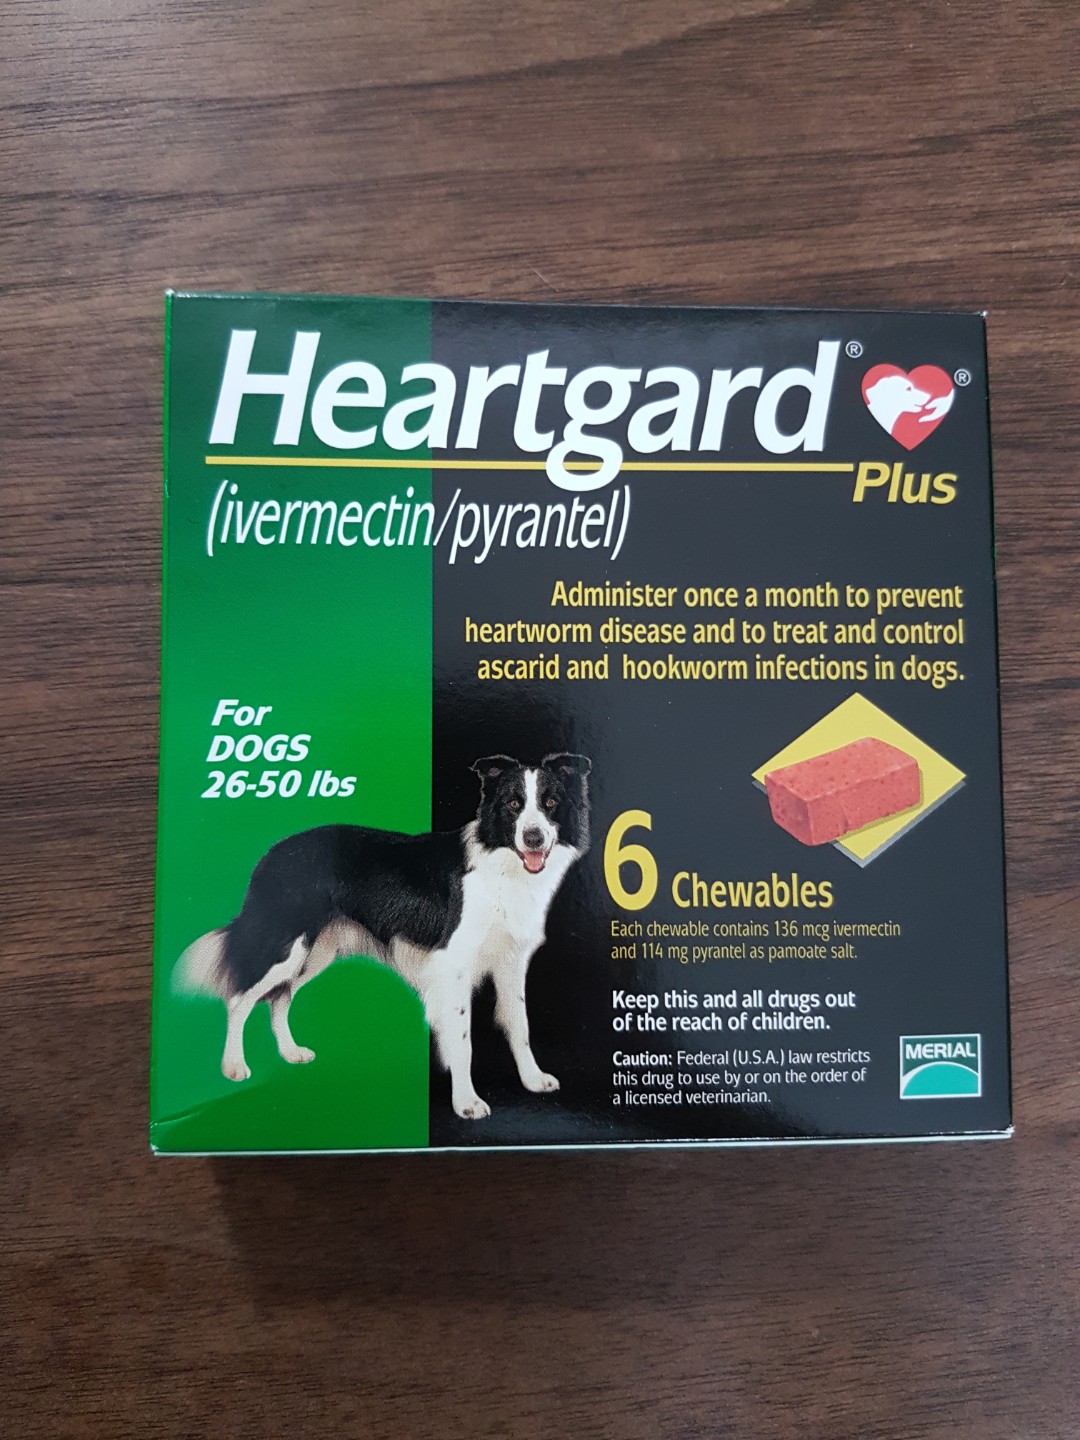 Heartgard®
®
Plus
(ivermectin/pyrantel)
Administer once a month to prevent
heartworm disease and to treat and control
ascarid and hookworm infections in dogs.
For
DOGS
26-50 lbs
6 Chewables
Each chewable contains 136 mcg ivermectin
and 114 mg pyrantel as pamoate salt.
Keep this and all drugs out
of the reach of children.
Caution: Federal (U.S.A.) law restricts
this drug to use by or on the order of
a licensed veterinarian.
MERIAL